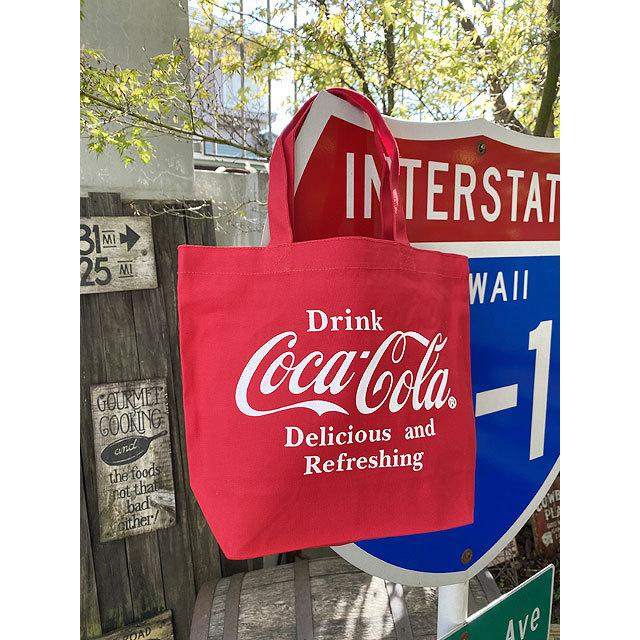 INTERSTAT
WAII
-1
31 MI
25 MI
Drink
Coca-Cola®
Delicious and
Refreshing
GOURMET
COOKING
and
the foods
not that
bad
either!
Ave
ROAD